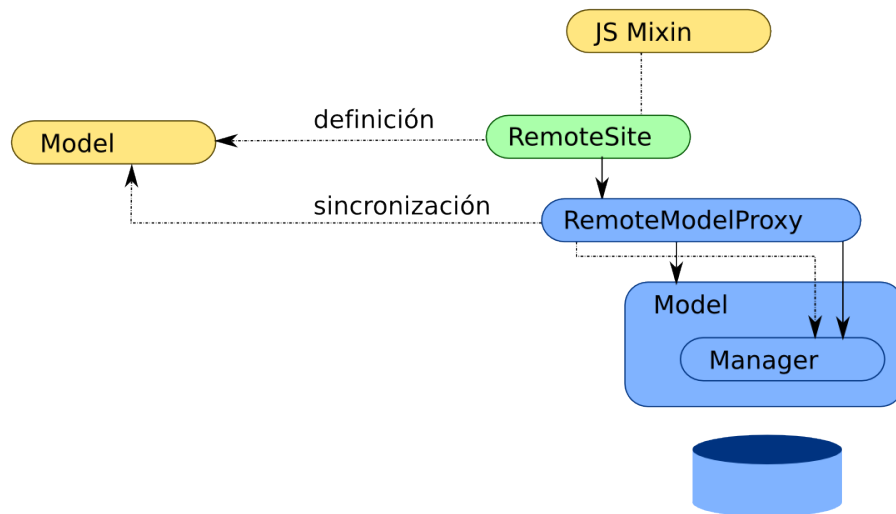 JS Mixin
definición
RemoteSite
Model
sincronización
RemoteModelProxy
Model
Manager